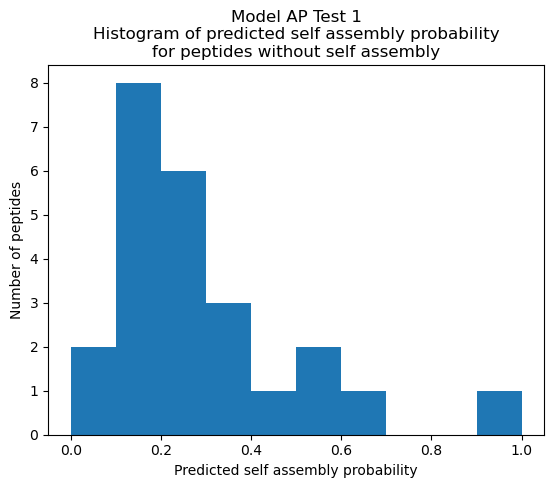 Model AP Test 1
Histogram of predicted self assembly probability
for peptides without self assembly
8
7
6
5
4
3
2
1
0
Number of peptides
0.0 0.2 0.4 0.6 0.8 1.0
Predicted self assembly probability